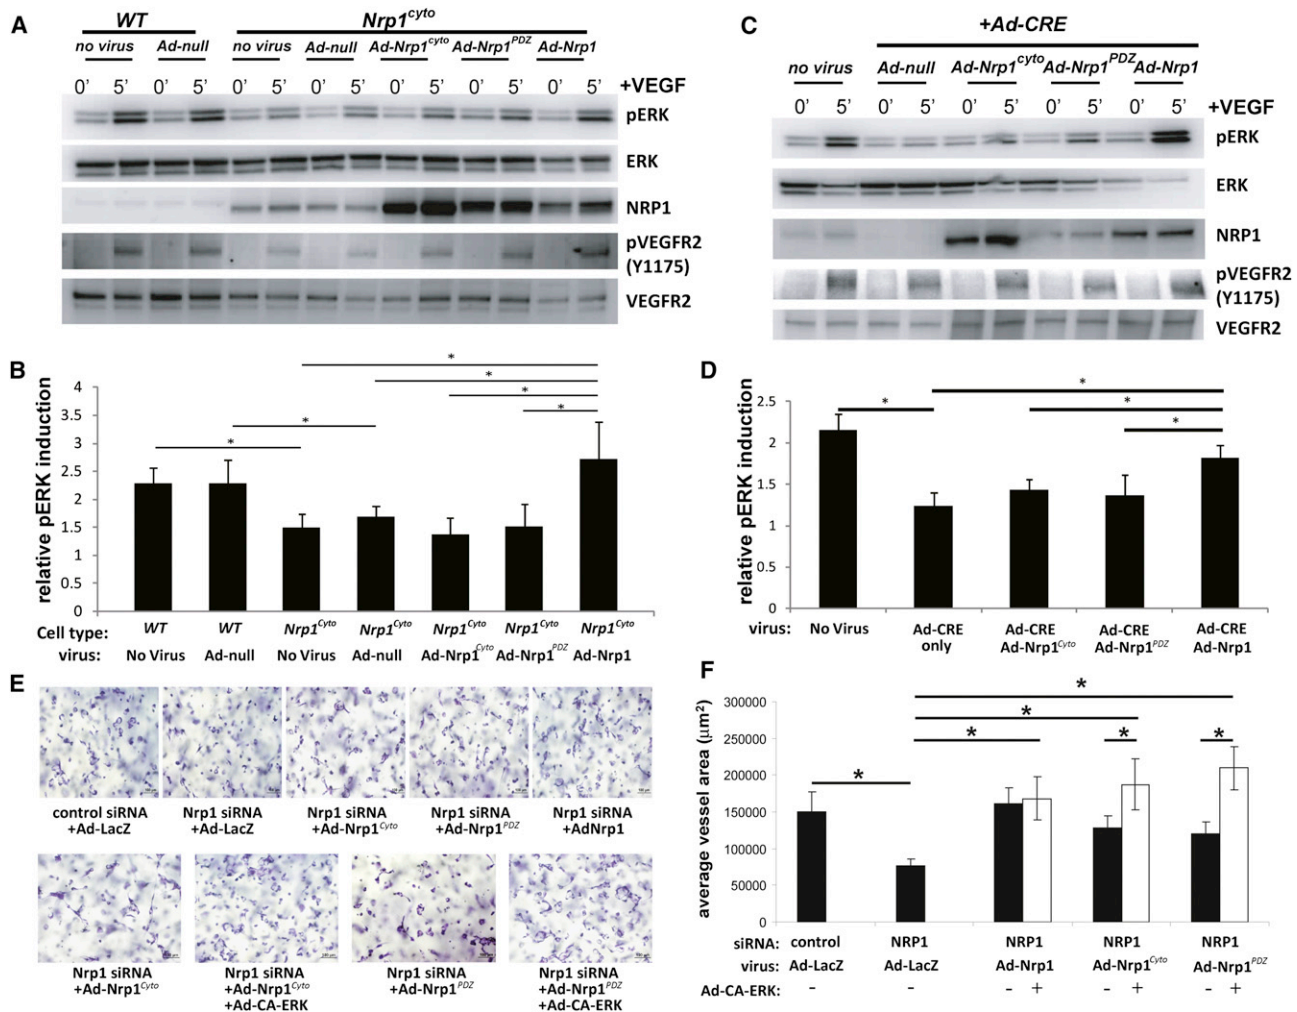 A
WT
Nrp1cyto
no virus
Ad-null
no virus
Ad-null
Ad-Nrp1cyto
Ad-Nrp1PDZ
Ad-Nrp1
0' 5' 0' 5' 0' 5' 0' 5' 0' 5' 0' 5' 0' 5' +VEGF
pERK
ERK
NRP1
pVEGFR2
(Y1175)
VEGFR2
C
+Ad-CRE
no virus
Ad-null
Ad-Nrp1cyto
Ad-Nrp1PDZ
Ad-Nrp1
0' 5' 0' 5' 0' 5' 0' 5' 0' 5' +VEGF
pERK
ERK
NRP1
pVEGFR2
(Y1175)
VEGFR2
B
relative pERK induction
4
3.5
3
2.5
2
1.5
1
0.5
0
* * * * * *
Cell type: WT WT Nrp1Cyto Nrp1Cyto Nrp1Cyto Nrp1Cyto Nrp1Cyto
virus: No Virus Ad-null No Virus Ad-null Ad-Nrp1Cyto Ad-Nrp1PDZ Ad-Nrp1
D
relative pERK induction
2.5
2
1.5
1
0.5
0
* * * *
virus: No Virus
Ad-CRE
only
Ad-CRE
Ad-Nrp1Cyto
Ad-CRE
Ad-Nrp1PDZ
Ad-CRE
Ad-Nrp1
E
control siRNA
+Ad-LacZ
Nrp1 siRNA
+Ad-LacZ
Nrp1 siRNA
+Ad-Nrp1Cyto
Nrp1 siRNA
+Ad-Nrp1PDZ
Nrp1 siRNA
+AdNrp1
Nrp1 siRNA
+Ad-Nrp1Cyto
Nrp1 siRNA
+Ad-Nrp1Cyto
+Ad-CA-ERK
Nrp1 siRNA
+Ad-Nrp1PDZ
Nrp1 siRNA
+Ad-Nrp1PDZ
+Ad-CA-ERK
F
average vessel area (μm²)
300000
250000
200000
150000
100000
50000
0
* * * * * *
siRNA: control NRP1 NRP1 NRP1 NRP1
virus: Ad-LacZ Ad-LacZ Ad-Nrp1 Ad-Nrp1Cyto Ad-Nrp1PDZ
Ad-CA-ERK: - - - + - + - +